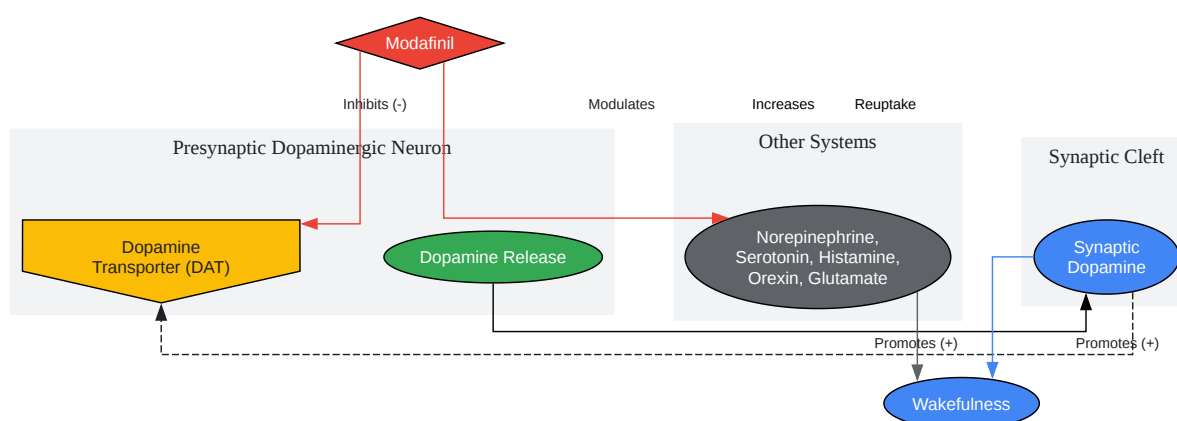 Modafinil
Inhibits (-)
Modulates
Increases
Reuptake
Presynaptic Dopaminergic Neuron
Other Systems
Synaptic Cleft
Dopamine
Transporter (DAT)
Dopamine Release
Norepinephrine,
Serotonin, Histamine,
Orexin, Glutamate
Synaptic
Dopamine
Promotes (+)
Promotes (+)
Wakefulness